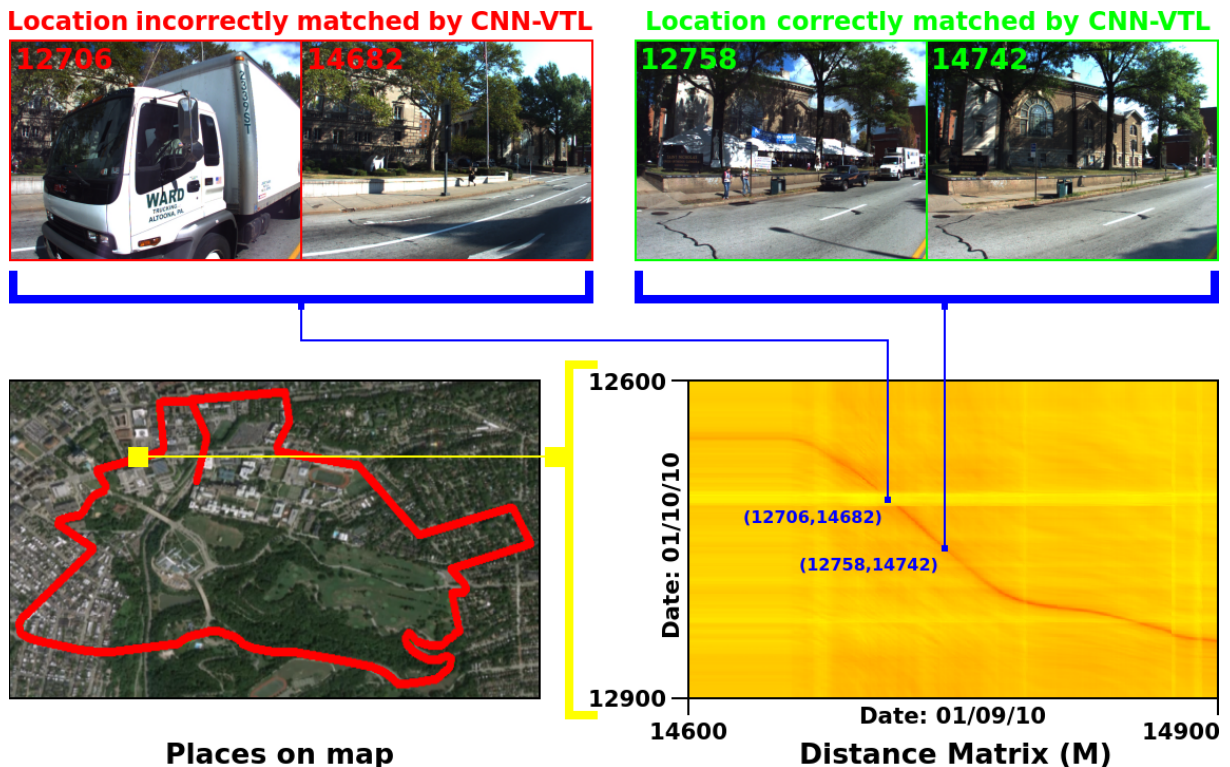 Location incorrectly matched by CNN-VTL
Location correctly matched by CNN-VTL
12706
14682
12758
14742
2339ST
GMC
WARD
TRUCKING
ALTOONA, PA
12600
(12706,14682)
(12758,14742)
Date: 01/10/10
12900
Date: 01/09/10
14600
14900
Places on map
Distance Matrix (M)